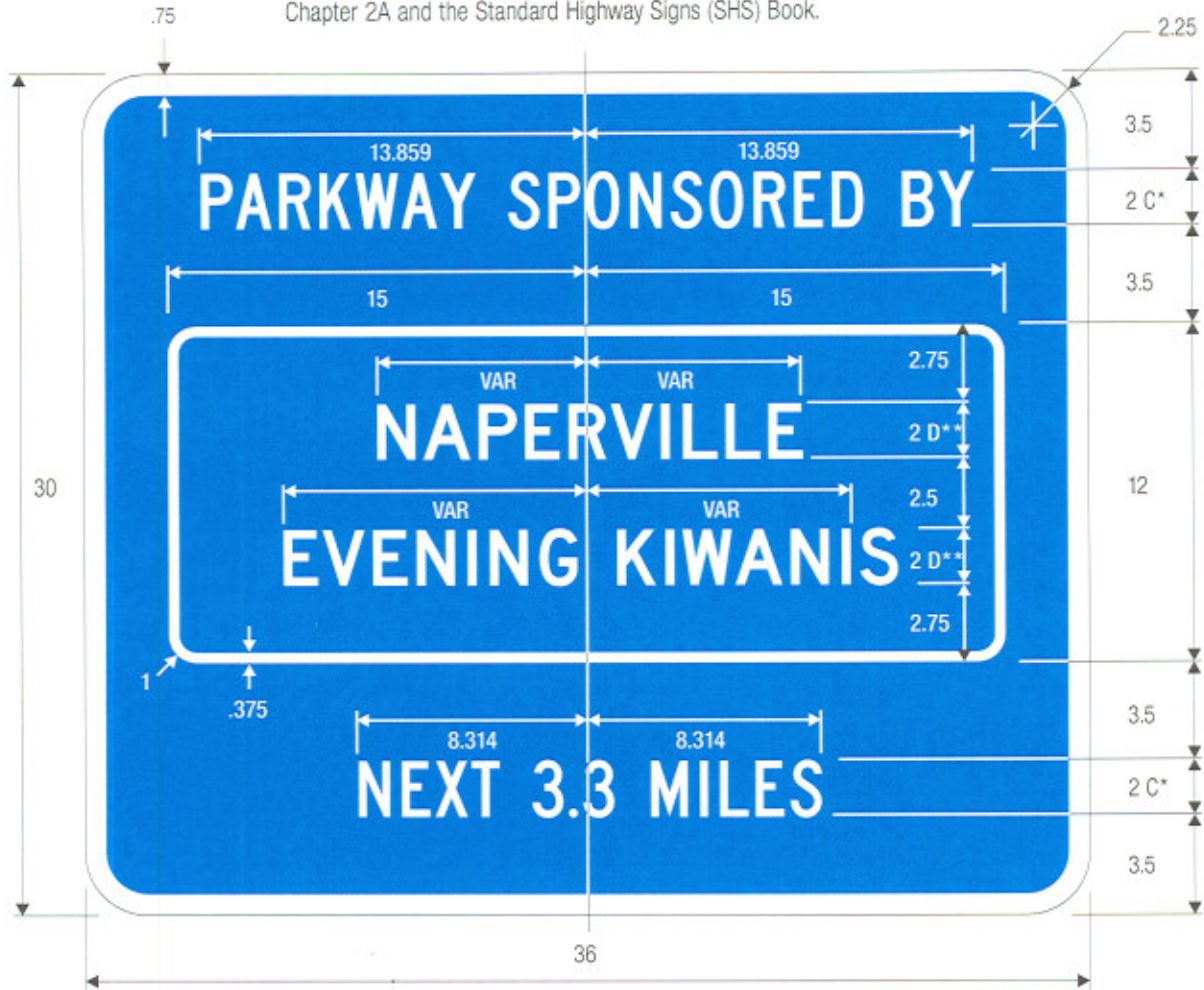 Chapter 2A and the Standard Highway Signs (SHS) Book.
.75
2.25
3.5
13.859 13.859
PARKWAY SPONSORED BY
2 C*
15 15
3.5
VAR VAR
2.75
NAPERVILLE
2 D**
30
VAR VAR
2.5
12
EVENING KIWANIS
2 D**
2.75
1
.375
3.5
8.314 8.314
NEXT 3.3 MILES
2 C*
3.5
36